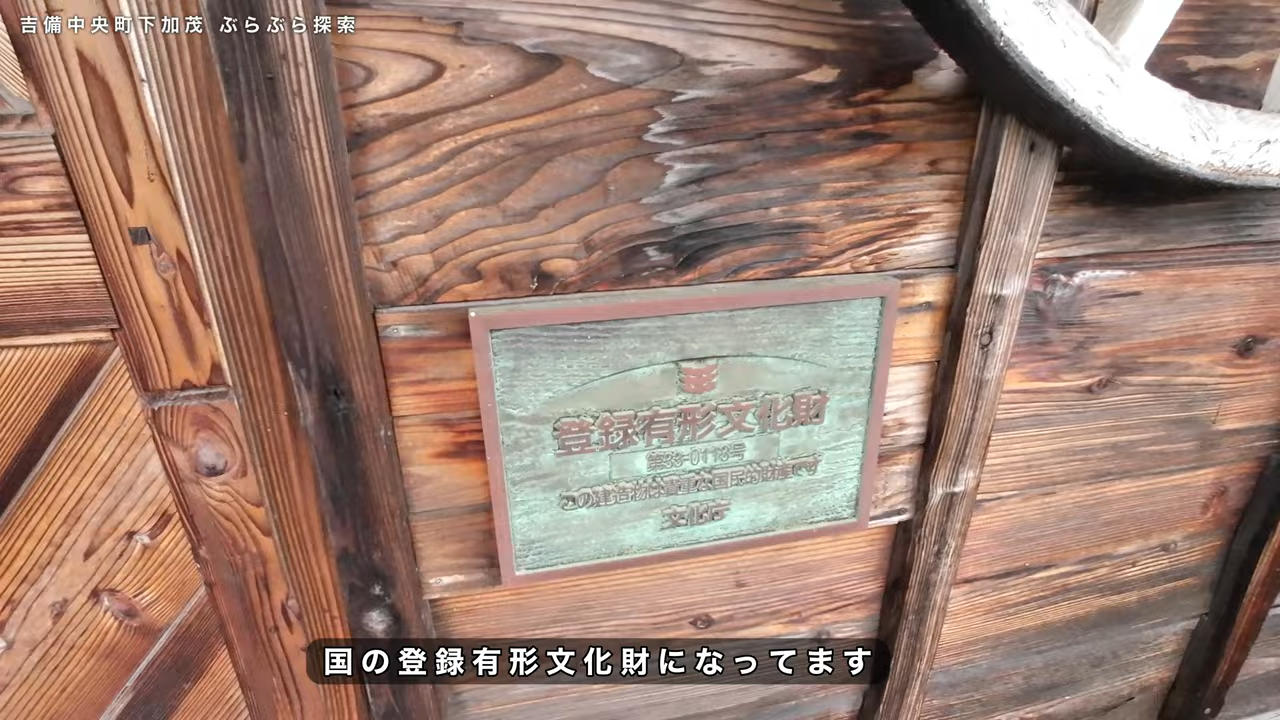 吉備中央町下加茂 ぶらぶら探索
登録有形文化財
第33-0113号
この建造物は貴重な国民的財産です
文化庁
国の登録有形文化財になってます